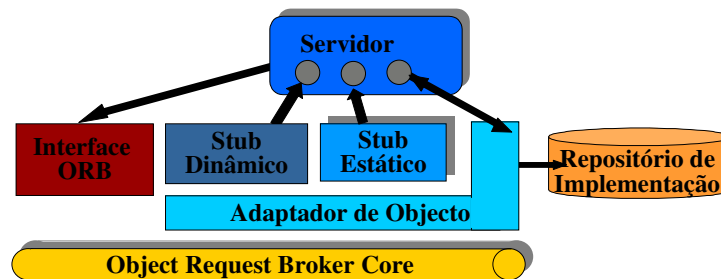 Servidor
Interface
ORB
Stub
Dinâmico
Stub
Estático
Repositório de
Implementação
Adaptador de Objecto
Object Request Broker Core